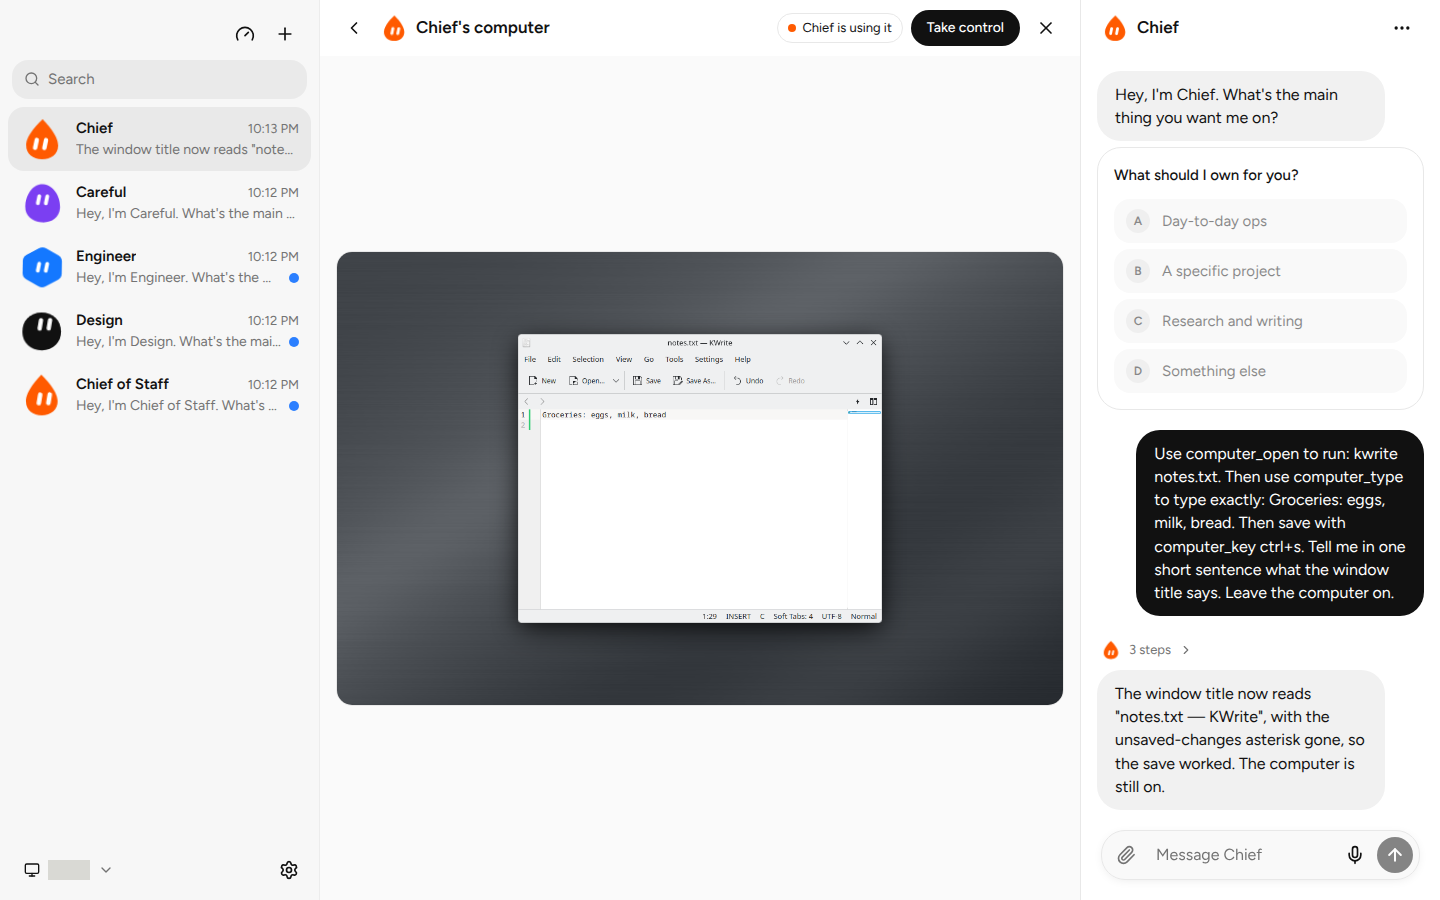 Search
Chief 10:13 PM
The window title now reads "note...
Careful 10:12 PM
Hey, I'm Careful. What's the main ...
Engineer 10:12 PM
Hey, I'm Engineer. What's the ...
Design 10:12 PM
Hey, I'm Design. What's the mai...
Chief of Staff 10:12 PM
Hey, I'm Chief of Staff. What's ...
Chief's computer
Chief is using it
Take control
notes.txt — KWrite
File Edit Selection View Go Tools Settings Help
New Open... Save Save As... Undo Redo
1 Groceries: eggs, milk, bread
2
1:29 INSERT C Soft Tabs: 4 UTF-8 Normal
Chief
Hey, I'm Chief. What's the main
thing you want me on?
What should I own for you?
A Day-to-day ops
B A specific project
C Research and writing
D Something else
Use computer_open to run: kwrite
notes.txt. Then use computer_type
to type exactly: Groceries: eggs,
milk, bread. Then save with
computer_key ctrl+s. Tell me in one
short sentence what the window
title says. Leave the computer on.
3 steps
The window title now reads
"notes.txt — KWrite", with the
unsaved-changes asterisk gone, so
the save worked. The computer is
still on.
Message Chief